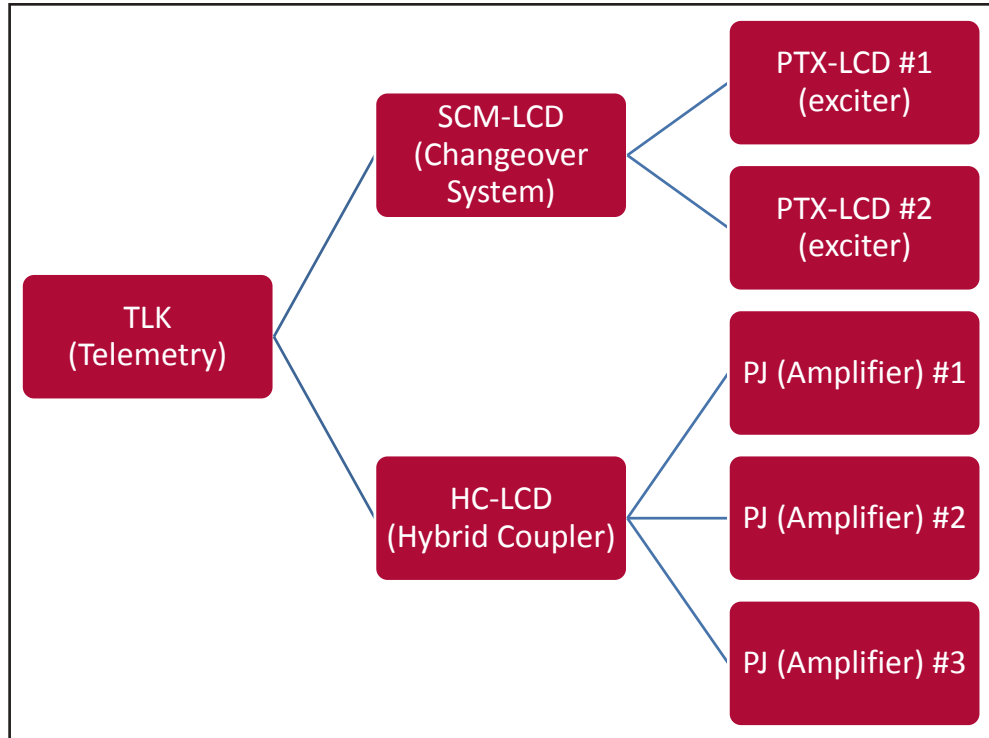 TLK
(Telemetry)
SCM-LCD
(Changeover
System)
PTX-LCD #1
(exciter)
PTX-LCD #2
(exciter)
HC-LCD
(Hybrid Coupler)
PJ (Amplifier) #1
PJ (Amplifier) #2
PJ (Amplifier) #3